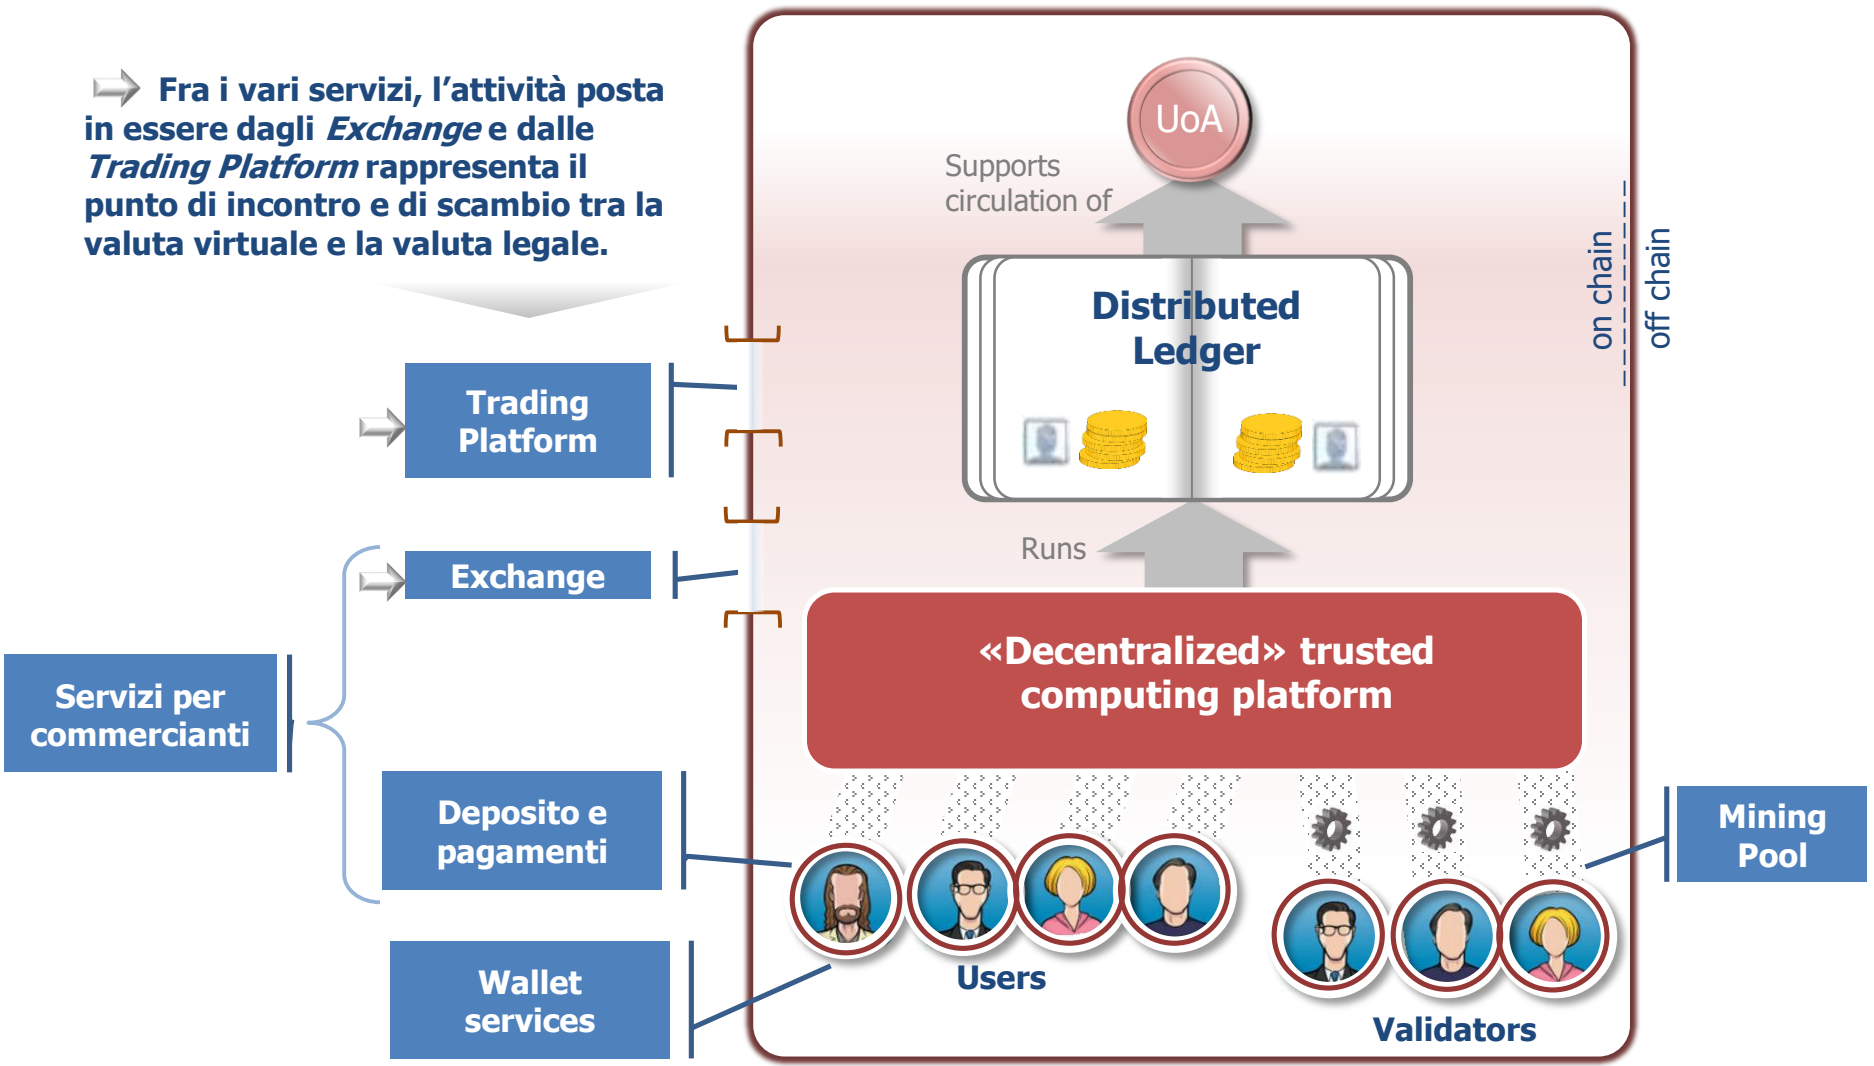 Fra i vari servizi, l'attività posta
in essere dagli Exchange e dalle
Trading Platform rappresenta il
punto di incontro e di scambio tra la
valuta virtuale e la valuta legale.
UoA
Supports
circulation of
on chain
off chain
Distributed
Ledger
Trading
Platform
Runs
Exchange
«Decentralized» trusted
computing platform
Servizi per
commercianti
Deposito e
pagamenti
Mining
Pool
Wallet
services
Users
Validators